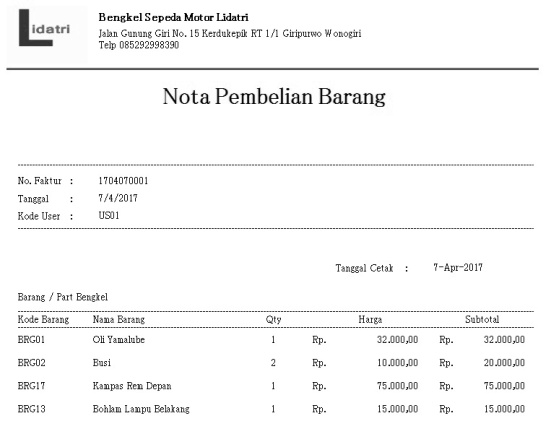 Lidatri
Bengkel Sepeda Motor Lidatri
Jalan Gunung Giri No. 15 Kerdukepik RT 1/1 Giripurwo Wonogiri
Telp 085292998390
Nota Pembelian Barang
No. Faktur : 1704070001
Tanggal : 7/4/2017
Kode User : US01
Tanggal Cetak : 7-Apr-2017
Barang / Part Bengkel
Kode Barang Nama Barang Qty Harga Subtotal
BRG01 Oli Yamalube 1 Rp. 32.000,00 Rp. 32.000,00
BRG02 Busi 2 Rp. 10.000,00 Rp. 20.000,00
BRG17 Kampas Rem Depan 1 Rp. 75.000,00 Rp. 75.000,00
BRG13 Bohlam Lampu Belakang 1 Rp. 15.000,00 Rp. 15.000,00